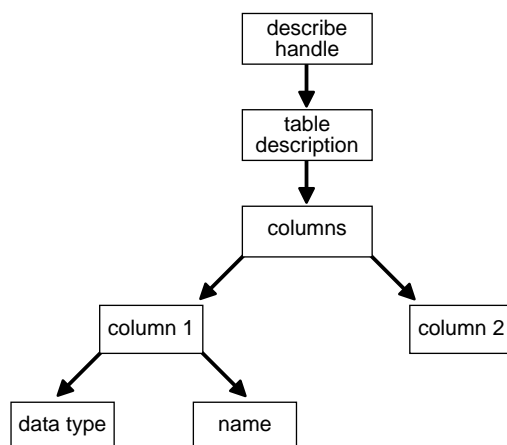 describe
handle
table
description
columns
column 1
column 2
data type
name